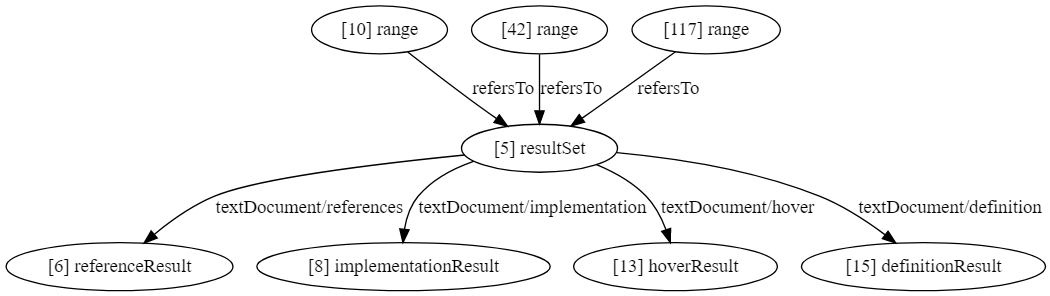 [10] range
[42] range
[117] range
refersTo
refersTo
refersTo
[5] resultSet
textDocument/references
textDocument/implementation
textDocument/hover
textDocument/definition
[6] referenceResult
[8] implementationResult
[13] hoverResult
[15] definitionResult